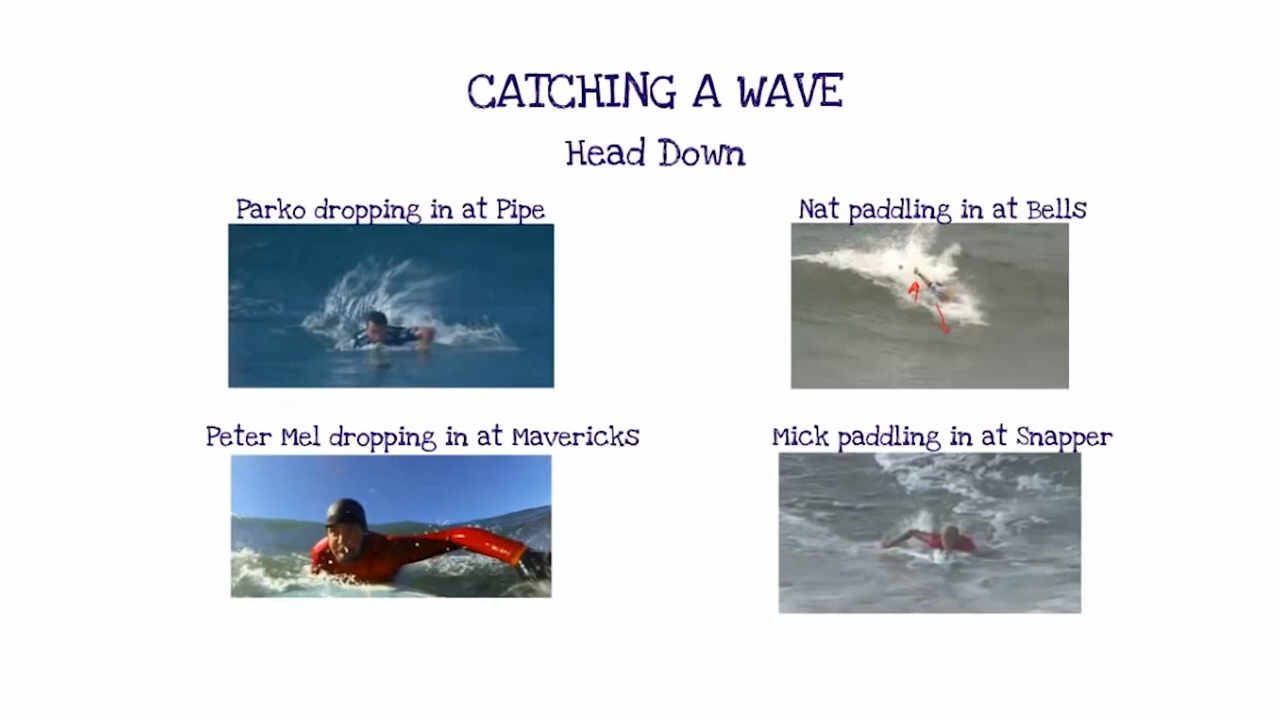 CATCHING A WAVE
Head Down
Parko dropping in at Pipe
Nat paddling in at Bells
Peter Mel dropping in at Mavericks
Mick paddling in at Snapper